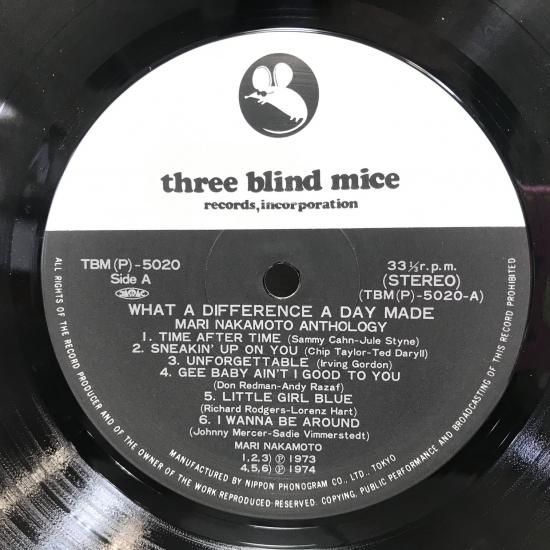 three blind mice
records, incorporation
TBM (P) - 5020
Side A
33 ⅓ r.p.m.
(STEREO)
(TBM (P) -5020-A)
WHAT A DIFFERENCE A DAY MADE
MARI NAKAMOTO ANTHOLOGY
1. TIME AFTER TIME (Sammy Cahn-Jule Styne)
2. SNEAKIN' UP ON YOU (Chip Taylor-Ted Daryll)
3. UNFORGETTABLE (Irving Gordon)
4. GEE BABY AIN'T I GOOD TO YOU
(Don Redman-Andy Razaf)
5. LITTLE GIRL BLUE
(Richard Rodgers-Lorenz Hart)
6. I WANNA BE AROUND
(Johnny Mercer-Sadie Vimmerstedt)
MARI NAKAMOTO
1,2,3) Ⓟ 1973
4,5,6) Ⓟ 1974
MANUFACTURED BY NIPPON PHONOGRAM CO., LTD., TOKYO
ALL RIGHTS OF THE RECORD PRODUCER AND OF THE OWNER OF THE WORK REPRODUCED RESERVED. COPYING, PUBLIC PERFORMANCE AND BROADCASTING OF THIS RECORD PROHIBITED